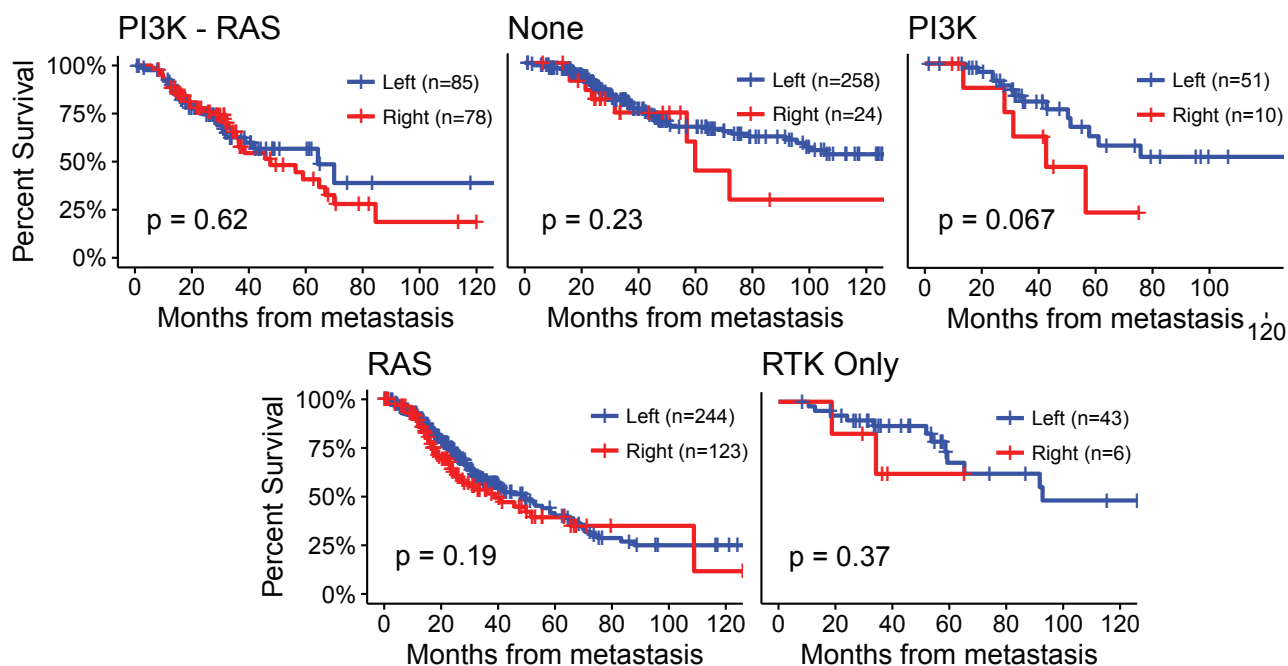 PI3K - RAS
None
PI3K
Percent Survival
100%
75%
50%
25%
0%
Left (n=85)
Right (n=78)
p = 0.62
0 20 40 60 80 100 120
Months from metastasis
Left (n=258)
Right (n=24)
p = 0.23
0 20 40 60 80 100 120
Months from metastasis
Left (n=51)
Right (n=10)
p = 0.067
0 20 40 60 80 100
120
Months from metastasis
RAS
RTK Only
Percent Survival
100%
75%
50%
25%
0%
Left (n=244)
Right (n=123)
p = 0.19
0 20 40 60 80 100 120
Months from metastasis
Left (n=43)
Right (n=6)
p = 0.37
0 20 40 60 80 100 120
Months from metastasis